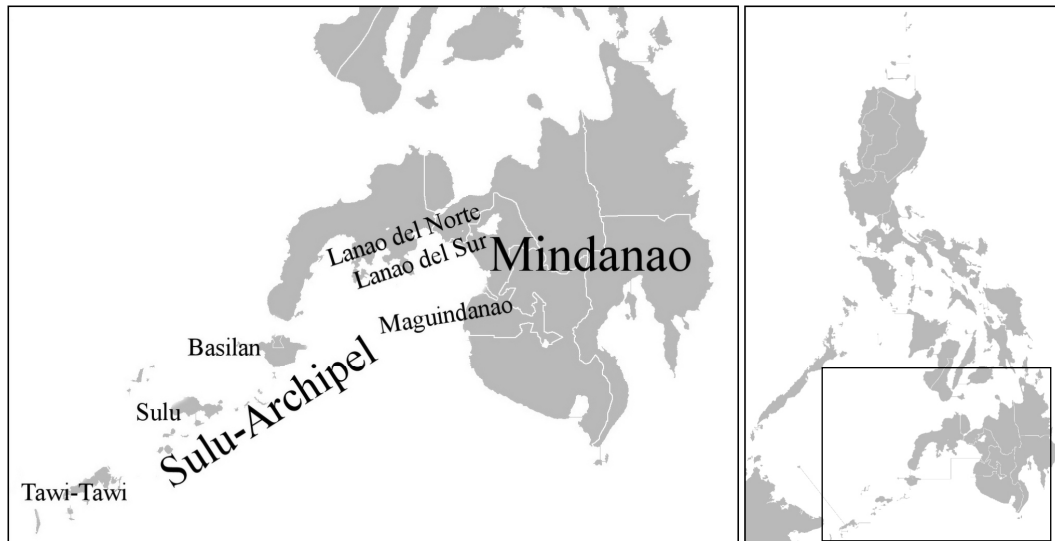 Lanao del Norte
Lanao del Sur
Mindanao
Maguindanao
Basilan
Sulu-Archipel
Sulu
Tawi-Tawi